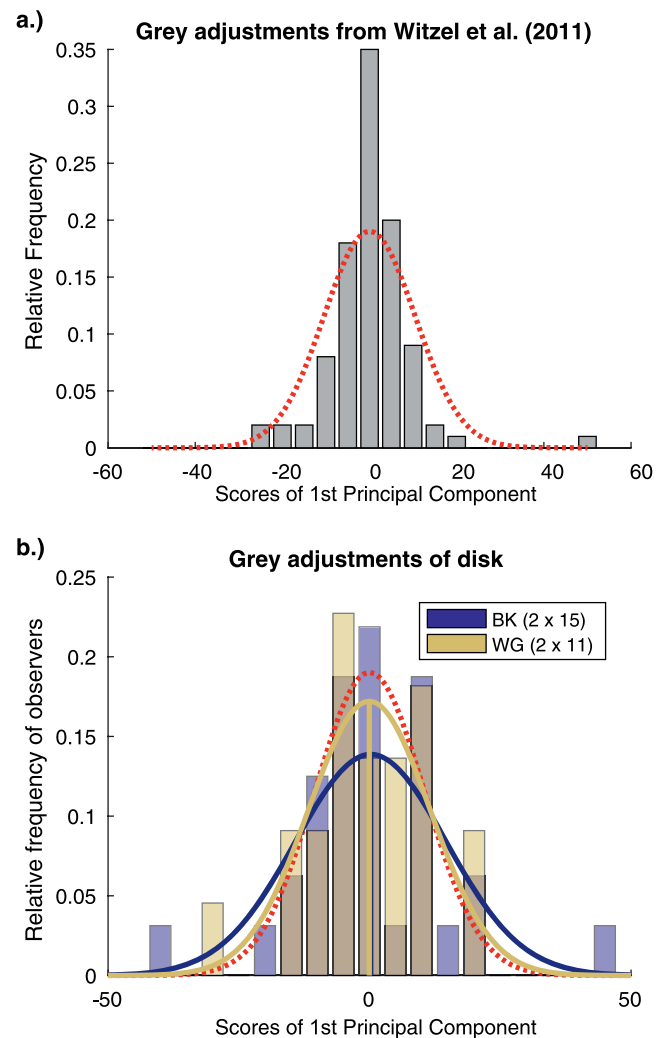 a.)
Grey adjustments from Witzel et al. (2011)
0.35
0.3
0.25
0.2
0.15
0.1
0.05
0
Relative Frequency
-60
-40
-20
0
20
40
60
Scores of 1st Principal Component
b.)
Grey adjustments of disk
0.25
0.2
0.15
0.1
0.05
0
Relative frequency of observers
BK (2 x 15)
WG (2 x 11)
-50
0
50
Scores of 1st Principal Component